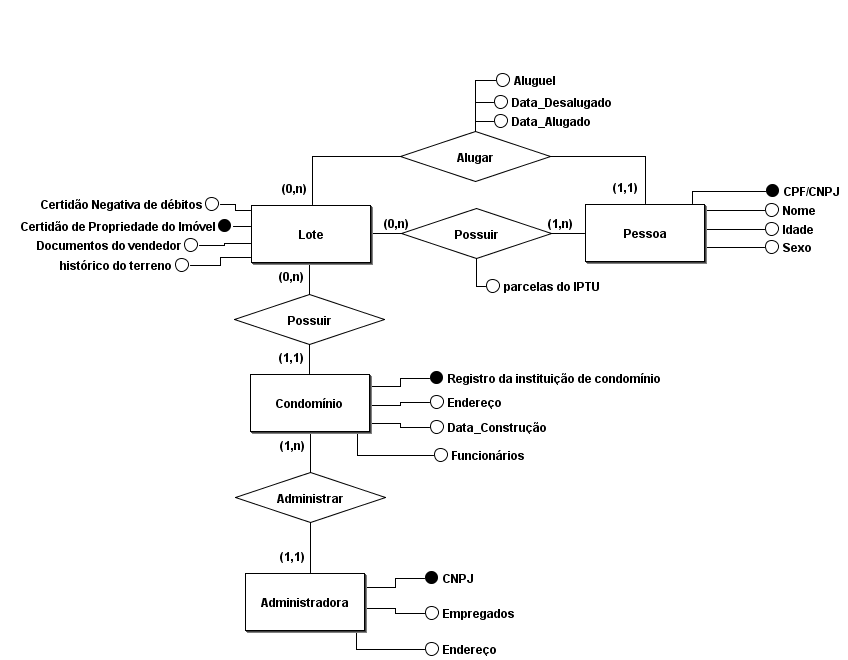 Aluguel
Data_Desalugado
Data_Alugado
Alugar
(0,n)
(1,1)
Certidão Negativa de débitos
Certidão de Propriedade do Imóvel
Documentos do vendedor
histórico do terreno
Lote
(0,n)
Possuir
(1,n)
Pessoa
CPF/CNPJ
Nome
Idade
Sexo
parcelas do IPTU
(0,n)
Possuir
(1,1)
Condomínio
Registro da instituição de condomínio
Endereço
Data_Construção
Funcionários
(1,n)
Administrar
(1,1)
Administradora
CNPJ
Empregados
Endereço